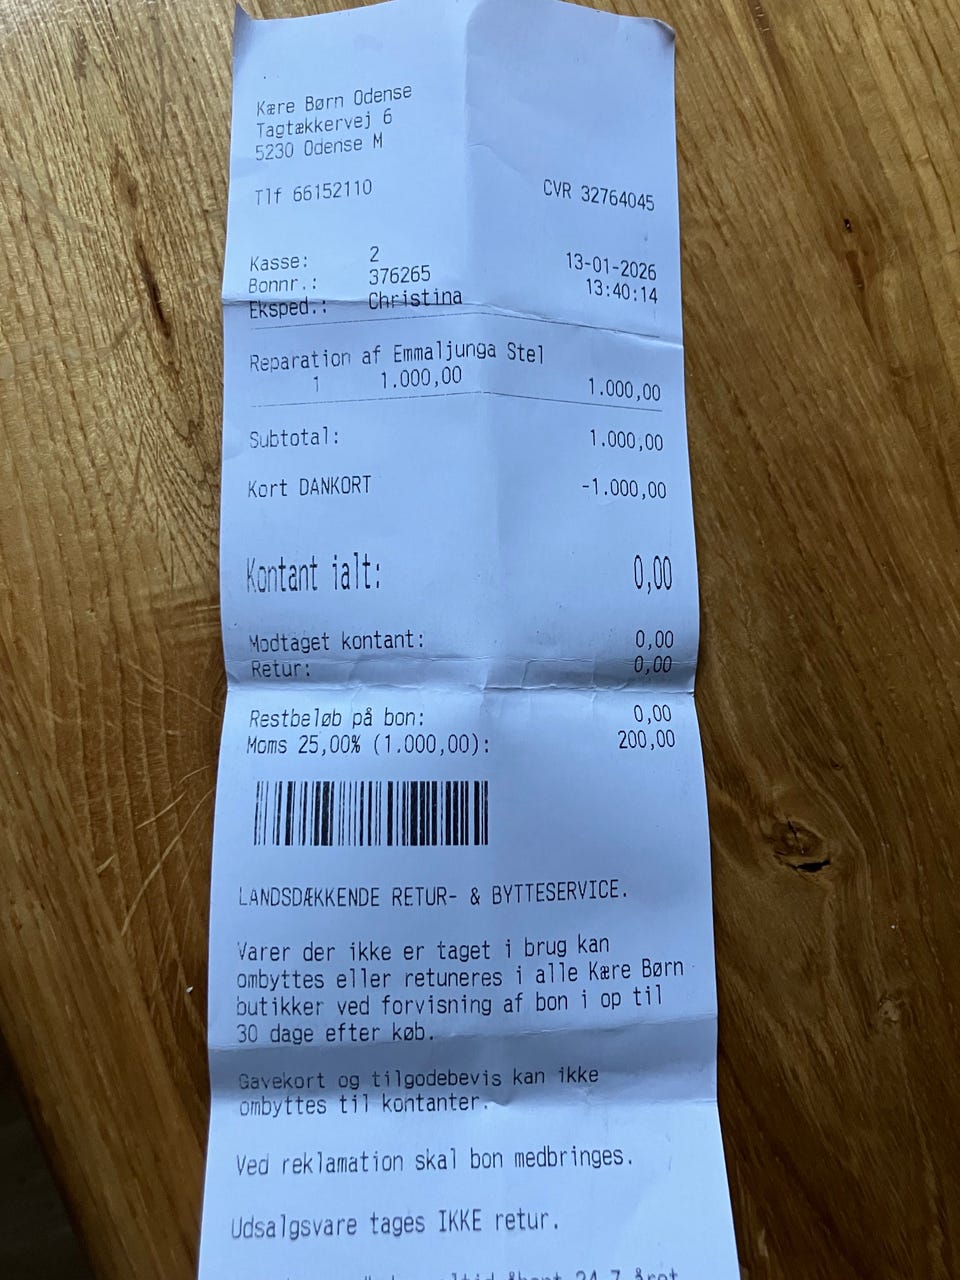 Kære Børn Odense
Tagtækkervej 6
5230 Odense M
Tlf 66152110 CVR 32764045
Kasse: 2 13-01-2026
Bonnr.: 376265 13:40:14
Eksped.: Christina
Reparation af Emmaljunga Stel
1 1.000,00 1.000,00
Subtotal: 1.000,00
Kort DANKORT -1.000,00
Kontant ialt: 0,00
Modtaget kontant: 0,00
Retur: 0,00
Restbeløb på bon: 0,00
Moms 25,00% (1.000,00): 200,00
LANDSDÆKKENDE RETUR- & BYTTESERVICE.
Varer der ikke er taget i brug kan
ombyttes eller retuneres i alle Kære Børn
butikker ved forvisning af bon i op til
30 dage efter køb.
Gavekort og tilgodebevis kan ikke
ombyttes til kontanter.
Ved reklamation skal bon medbringes.
Udsalgsvare tages IKKE retur.
åbent 24 7 året